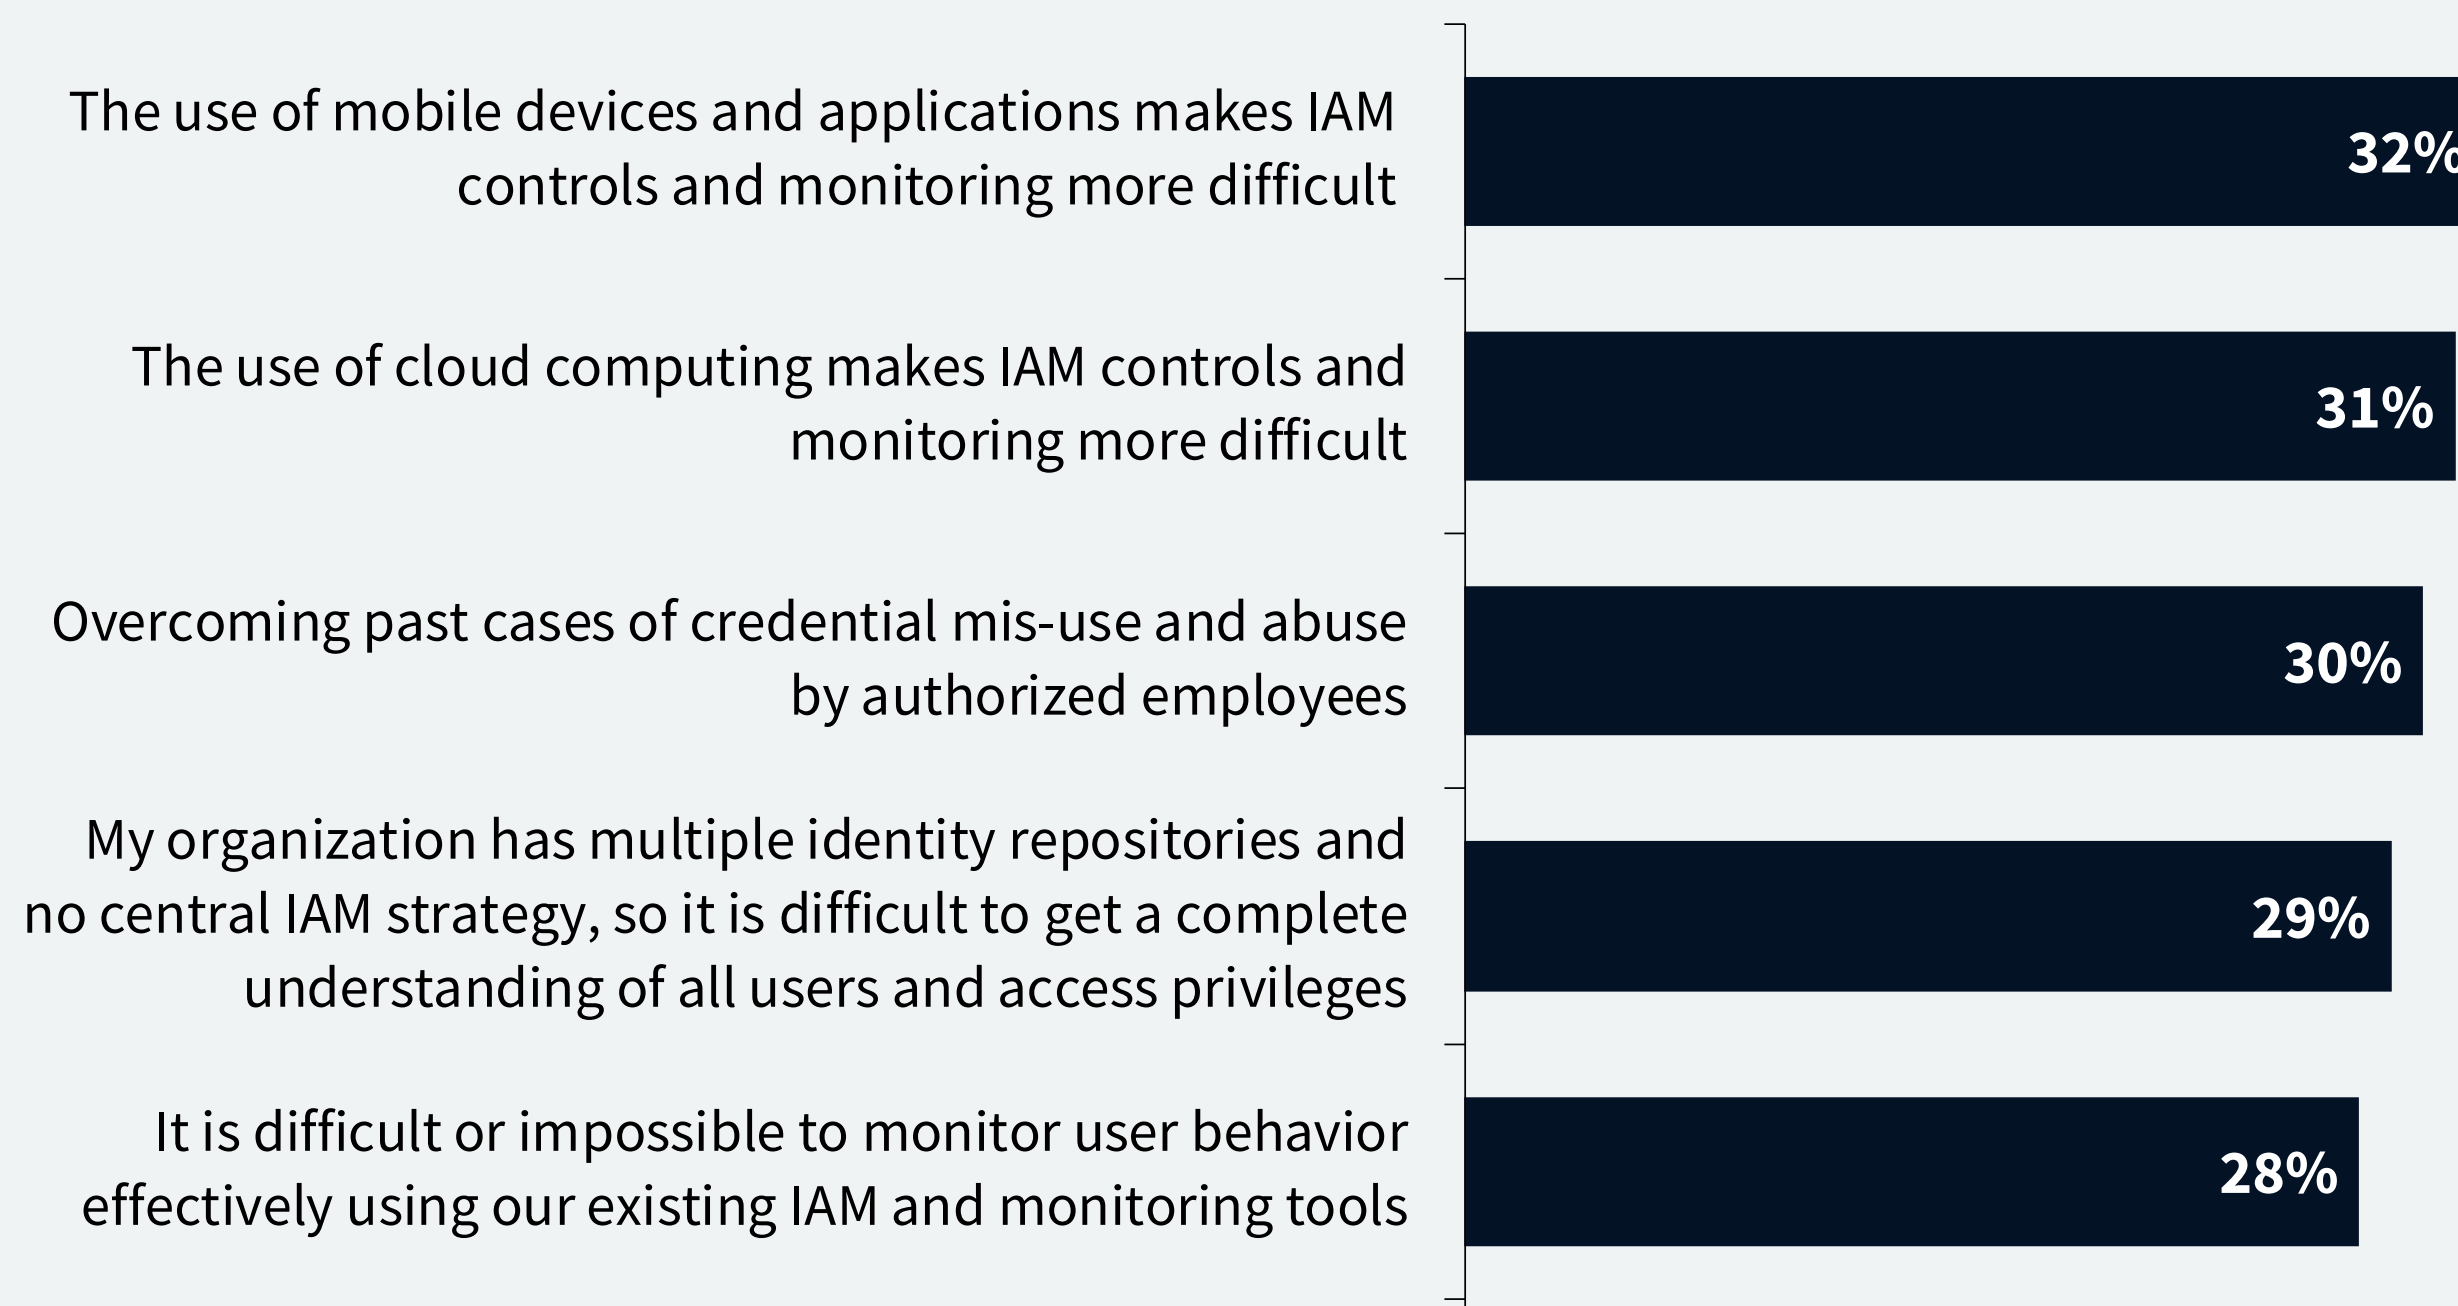 The use of mobile devices and applications makes IAM
controls and monitoring more difficult
32%
The use of cloud computing makes IAM controls and
monitoring more difficult
31%
Overcoming past cases of credential mis-use and abuse
by authorized employees
30%
My organization has multiple identity repositories and
no central IAM strategy, so it is difficult to get a complete
understanding of all users and access privileges
29%
It is difficult or impossible to monitor user behavior
effectively using our existing IAM and monitoring tools
28%